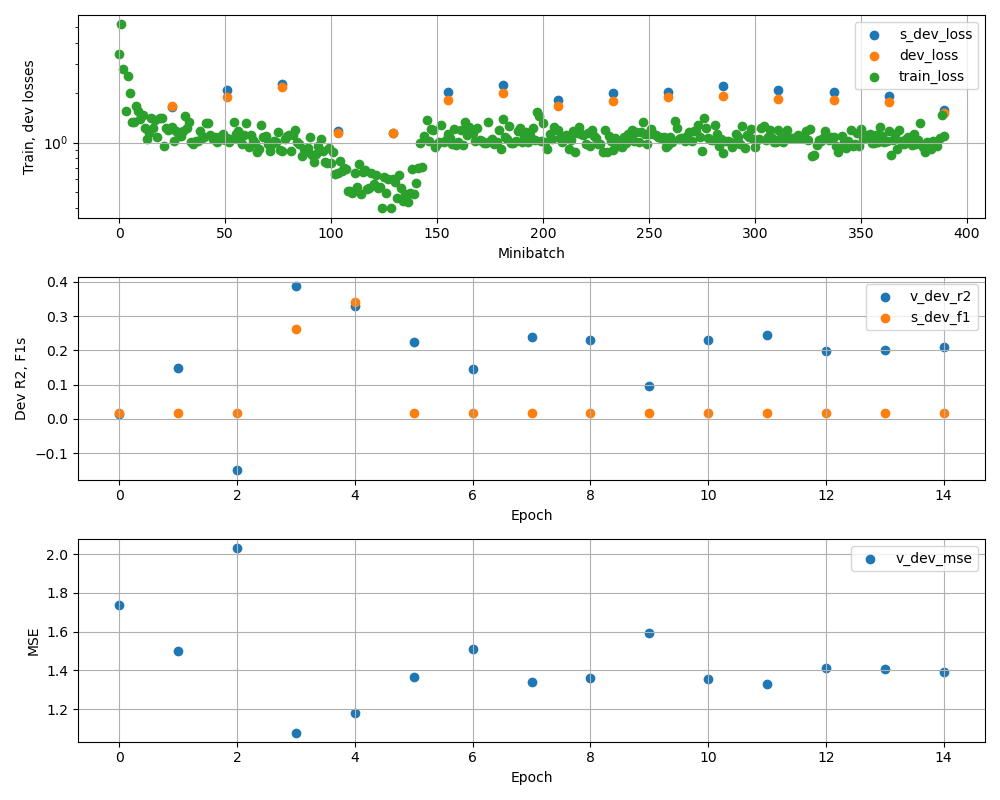 Train, dev losses
10⁰
s_dev_loss
dev_loss
train_loss
0 50 100 150 200 250 300 350 400
Minibatch
Dev R2, F1s
0.4
0.3
0.2
0.1
0.0
−0.1
v_dev_r2
s_dev_f1
0 2 4 6 8 10 12 14
Epoch
MSE
2.0
1.8
1.6
1.4
1.2
v_dev_mse
0 2 4 6 8 10 12 14
Epoch